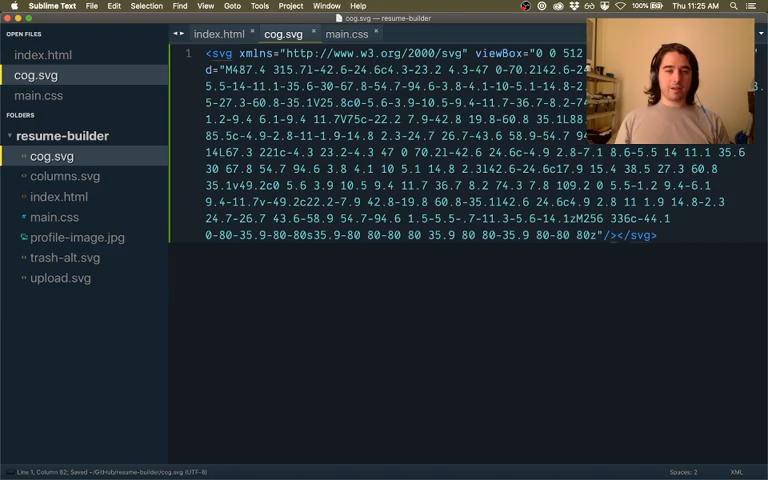 Sublime Text File Edit Selection Find View Goto Tools Project Window Help
100%
Thu 11:25 AM
cog.svg — resume-builder
OPEN FILES
index.html
cog.svg
main.css
FOLDERS
resume-builder
cog.svg
columns.svg
index.html
main.css
profile-image.jpg
trash-alt.svg
upload.svg
index.html × cog.svg × main.css ×
1 <svg xmlns="http://www.w3.org/2000/svg" viewBox="0 0 512
d="M487.4 315.7l-42.6-24.6c4.3-23.2 4.3-47 0-70.2l42.6-24
5.5-14-11.1-35.6-30-67.8-54.7-94.6-3.8-4.1-10-5.1-14.8-2.
5-27.3-60.8-35.1V25.8c0-5.6-3.9-10.5-9.4-11.7-36.7-8.2-7
1.2-9.4 6.1-9.4 11.7V75c-22.2 7.9-42.8 19.8-60.8 35.1L88.
85.5c-4.9-2.8-11-1.9-14.8 2.3-24.7 26.7-43.6 58.9-54.7 94
14L67.3 221c-4.3 23.2-4.3 47 0 70.2l-42.6 24.6c-4.9 2.8-7.1 8.6-5.5 14 11.1 35.6
30 67.8 54.7 94.6 3.8 4.1 10 5.1 14.8 2.3l42.6-24.6c17.9 15.4 38.5 27.3 60.8
35.1v49.2c0 5.6 3.9 10.5 9.4 11.7 36.7 8.2 74.3 7.8 109.2 0 5.5-1.2 9.4-6.1
9.4-11.7v-49.2c22.2-7.9 42.8-19.8 60.8-35.1l42.6 24.6c4.9 2.8 11 1.9 14.8-2.3
24.7-26.7 43.6-58.9 54.7-94.6 1.5-5.5-.7-11.3-5.6-14.1zM256 336c-44.1
0-80-35.9-80-80s35.9-80 80-80 80 35.9 80 80-35.9 80-80 80z"/></svg>
Line 1, Column 82; Saved ~/GitHub/resume-builder/cog.svg (UTF-8)
Spaces: 2
XML